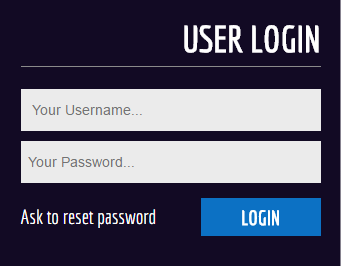 USER LOGIN
Your Username...
Your Password...
Ask to reset password LOGIN